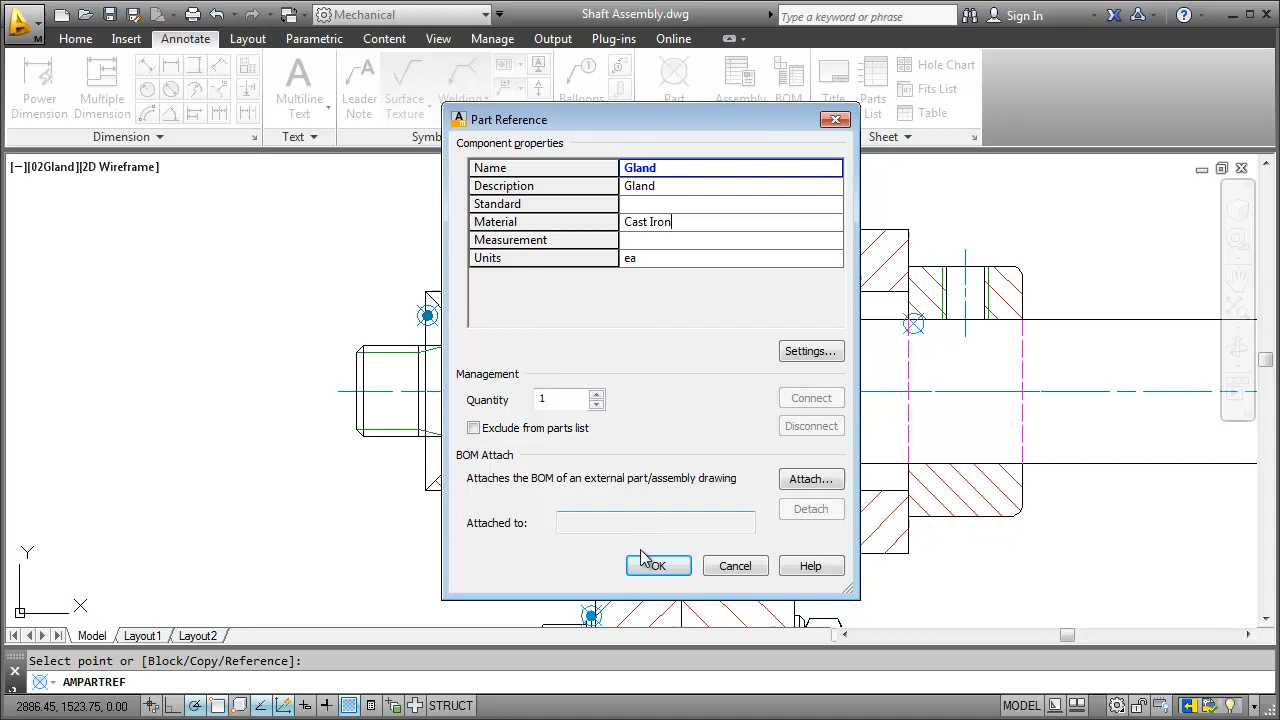 Mechanical
Shaft Assembly.dwg
Type a keyword or phrase
Sign In
Home
Insert
Annotate
Layout
Parametric
Content
View
Manage
Output
Plug-ins
Online
Power
Dimension
Multiple
Dimension
Multiline
Text
Leader
Note
Surface
Texture
Welding
Balloons
Part
Assembly
BOM
Title
Parts
List
Hole Chart
Fits List
Table
Dimension
Text
Sheet
Part Reference
[−][02Gland][2D Wireframe]
Component properties
Name Gland
Description Gland
Standard
Material Cast Iron
Measurement
Units ea
Settings...
Management
Quantity 1
Connect
Exclude from parts list
Disconnect
BOM Attach
Attaches the BOM of an external part/assembly drawing
Attach...
Detach
Attached to:
OK
Cancel
Help
Y
X
Model
Layout1
Layout2
Select point or [Block/Copy/Reference]:
AMPARTREF
2886.45, 1523.75, 0.00
STRUCT
MODEL